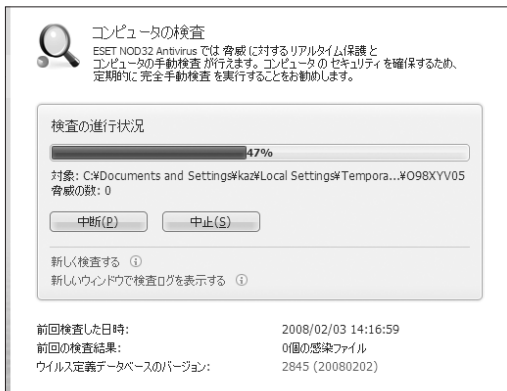 コンピュータの検査
ESET NOD32 Antivirus では 脅威 に対するリアルタイム保護 と
コンピュータの手動検査 が行えます。コンピュータ の セキュリティ を確保するため、
定期的に 完全手動検査 を実行することをお勧めします。
検査の進行状況
47%
対象: C:¥Documents and Settings¥kaz¥Local Settings¥Tempora...¥O98XYV05
脅威の数: 0
中断(P) 中止(S)
新しく検査する
新しいウィンドウで検査ログを表示する
前回検査した日時: 2008/02/03 14:16:59
前回の検査結果: 0個の感染ファイル
ウイルス定義データベースのバージョン: 2845 (20080202)